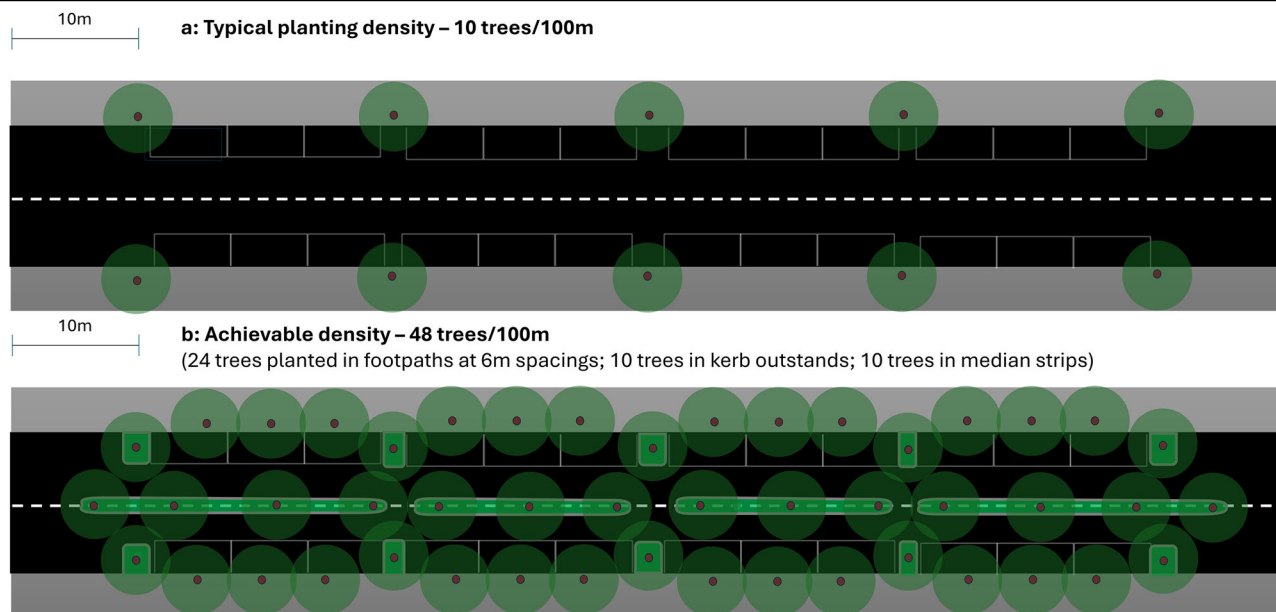 10m
a: Typical planting density – 10 trees/100m
10m
b: Achievable density – 48 trees/100m
(24 trees planted in footpaths at 6m spacings; 10 trees in kerb outstands; 10 trees in median strips)